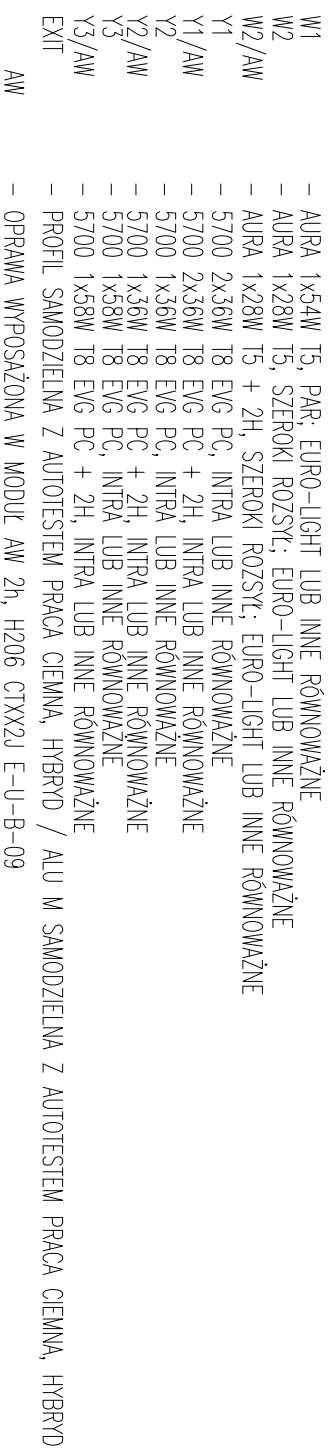 W1 - AURA 1x54W T5, PAR; EURO-LIGHT LUB INNE RÓWNOWAŻNE
W2 - AURA 1x28W T5, SZEROKI ROZSYŁ; EURO-LIGHT LUB INNE RÓWNOWAŻNE
W2/AW - AURA 1x28W T5 + 2H, SZEROKI ROZSYŁ; EURO-LIGHT LUB INNE RÓWNOWAŻNE
Y1 - 5700 2x36W T8 EVG PC, INTRA LUB INNE RÓWNOWAŻNE
Y1/AW - 5700 2x36W T8 EVG PC + 2H, INTRA LUB INNE RÓWNOWAŻNE
Y2 - 5700 1x36W T8 EVG PC, INTRA LUB INNE RÓWNOWAŻNE
Y2/AW - 5700 1x36W T8 EVG PC + 2H, INTRA LUB INNE RÓWNOWAŻNE
Y3 - 5700 1x58W T8 EVG PC, INTRA LUB INNE RÓWNOWAŻNE
Y3/AW - 5700 1x58W T8 EVG PC + 2H, INTRA LUB INNE RÓWNOWAŻNE
EXIT - PROFIL SAMODZIELNA Z AUTOTESTEM PRACA CIEMNA, HYBRYD / ALU M SAMODZIELNA Z AUTOTESTEM PRACA CIEMNA, HYBRYD
AW - OPRAWA WYPOSAŻONA W MODUŁ AW 2h, H206 CTXX2J E-U-B-09